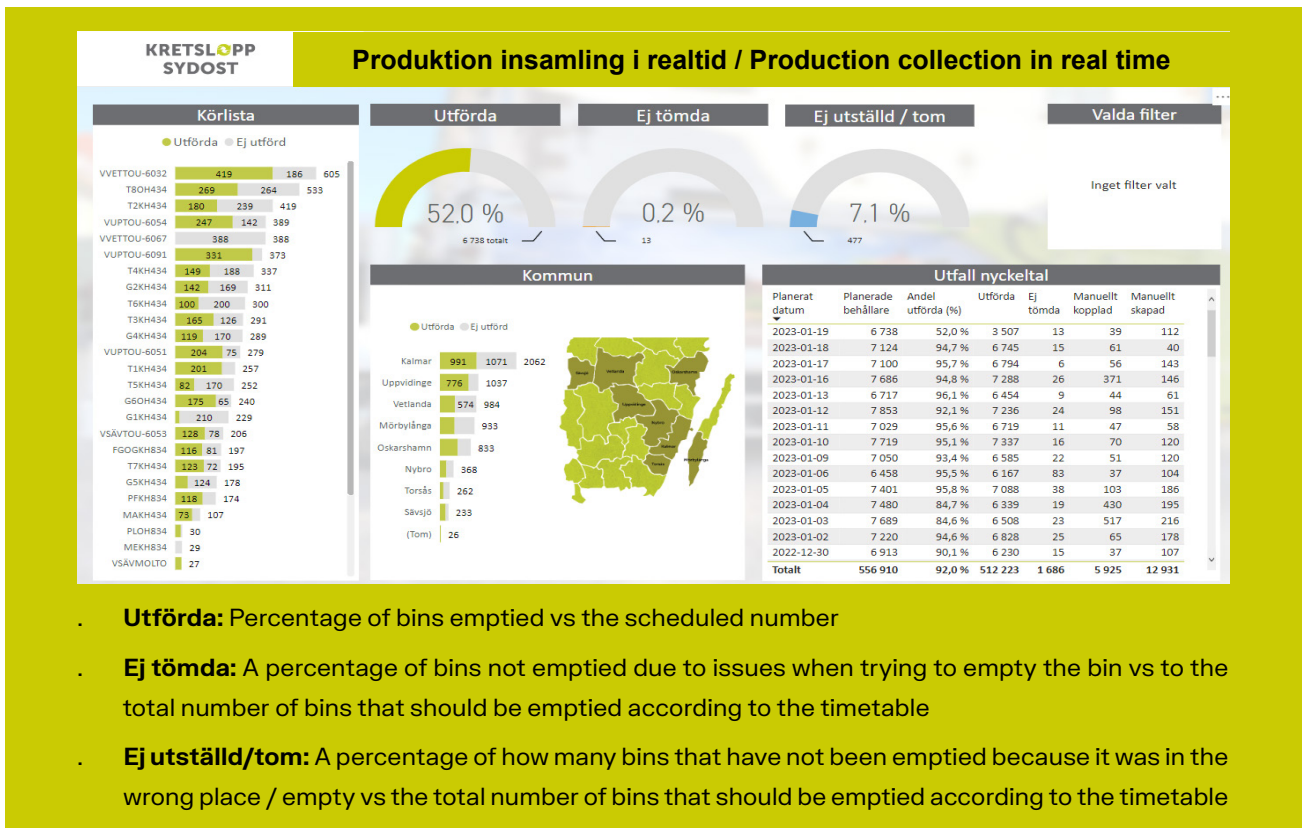 KRETSLOPP
SYDOST
Produktion insamling i realtid / Production collection in real time
Körlista
Utförda Ej utförd
VVETTOU-6032 419 186 605
T8OH434 269 264 533
T2KH434 180 239 419
VUPTOU-6054 247 142 389
VVETTOU-6067 388 388
VUPTOU-6091 331 373
T4KH434 149 188 337
G2KH434 142 169 311
T6KH434 100 200 300
T3KH434 165 126 291
G4KH434 119 170 289
VUPTOU-6051 204 75 279
T1KH434 201 257
T5KH434 82 170 252
G6OH434 175 65 240
G1KH434 210 229
VSÄVTOU-6053 128 78 206
FGOGKH834 116 81 197
T7KH434 123 72 195
G5KH434 124 178
PFKH834 118 174
MAKH434 73 107
PLOH834 30
MEKH834 29
VSÄVMOLTO 27
Utförda
52,0 %
6 738 totalt
Ej tömda
0,2 %
13
Ej utställd / tom
7,1 %
477
Valda filter
Inget filter valt
Kommun
Utförda Ej utförd
Kalmar 991 1071 2062
Uppvidinge 776 1037
Vetlanda 574 984
Mörbylånga 933
Oskarshamn 833
Nybro 368
Torsås 262
Sävsjö 233
(Tom) 26
Sävsjö Vetlanda Oskarshamn
Uppvidinge
Nybro
Kalmar
Torsås Mörbylånga
Utfall nyckeltal
Planerat datum Planerade behållare Andel utförda (%) Utförda Ej tömda Manuellt kopplad Manuellt skapad
2023-01-19 6 738 52,0 % 3 507 13 39 112
2023-01-18 7 124 94,7 % 6 745 15 61 40
2023-01-17 7 100 95,7 % 6 794 6 56 143
2023-01-16 7 686 94,8 % 7 288 26 371 146
2023-01-13 6 717 96,1 % 6 454 9 44 61
2023-01-12 7 853 92,1 % 7 236 24 98 151
2023-01-11 7 029 95,6 % 6 719 11 47 58
2023-01-10 7 719 95,1 % 7 337 16 70 120
2023-01-09 7 050 93,4 % 6 585 22 51 120
2023-01-06 6 458 95,5 % 6 167 83 37 104
2023-01-05 7 401 95,8 % 7 088 38 103 186
2023-01-04 7 480 84,7 % 6 339 19 430 195
2023-01-03 7 689 84,6 % 6 508 23 517 216
2023-01-02 7 220 94,6 % 6 828 25 65 178
2022-12-30 6 913 90,1 % 6 230 15 37 107
Totalt 556 910 92,0 % 512 223 1 686 5 925 12 931
. Utförda: Percentage of bins emptied vs the scheduled number
. Ej tömda: A percentage of bins not emptied due to issues when trying to empty the bin vs to the
total number of bins that should be emptied according to the timetable
. Ej utställd/tom: A percentage of how many bins that have not been emptied because it was in the
wrong place / empty vs the total number of bins that should be emptied according to the timetable